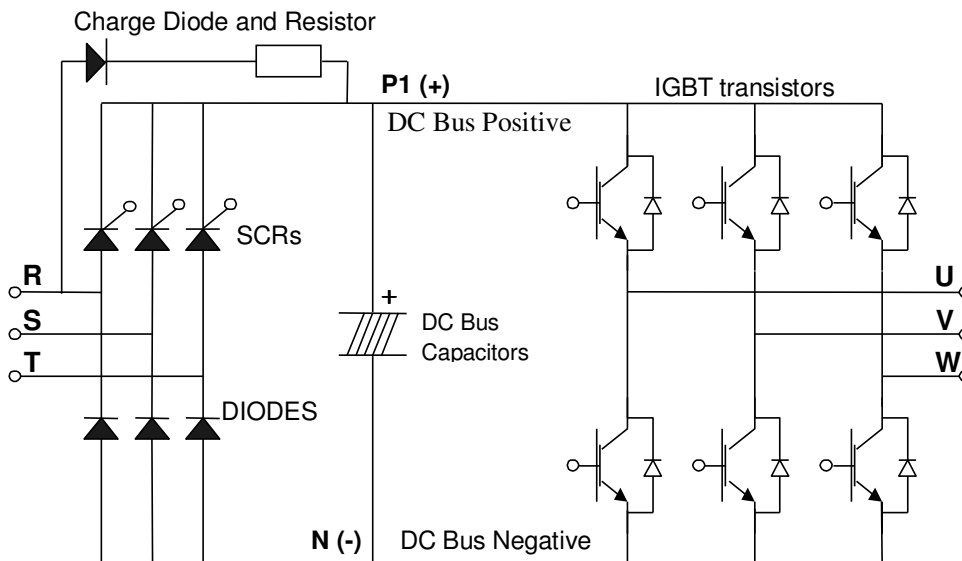 Charge Diode and Resistor
P1 (+)
IGBT transistors
DC Bus Positive
SCRs
R
U
+
S
DC Bus
V
Capacitors
T
W
DIODES
N (-)
DC Bus Negative